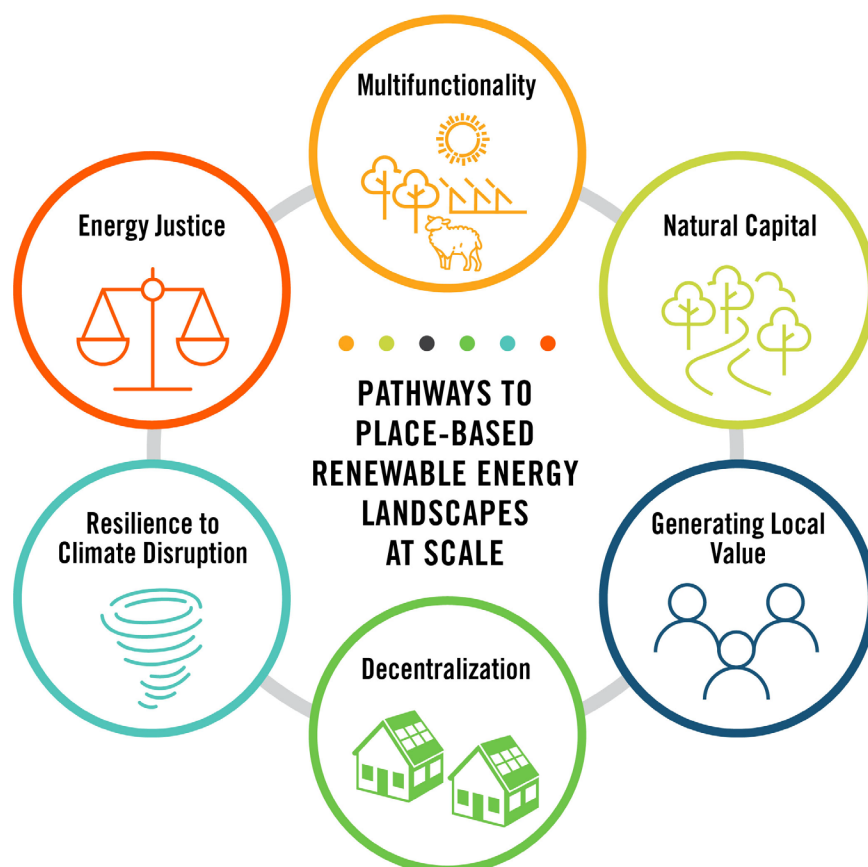 Multifunctionality
Energy Justice
Natural Capital
PATHWAYS TO
PLACE-BASED
RENEWABLE ENERGY
LANDSCAPES
AT SCALE
Resilience to
Climate Disruption
Generating Local
Value
Decentralization